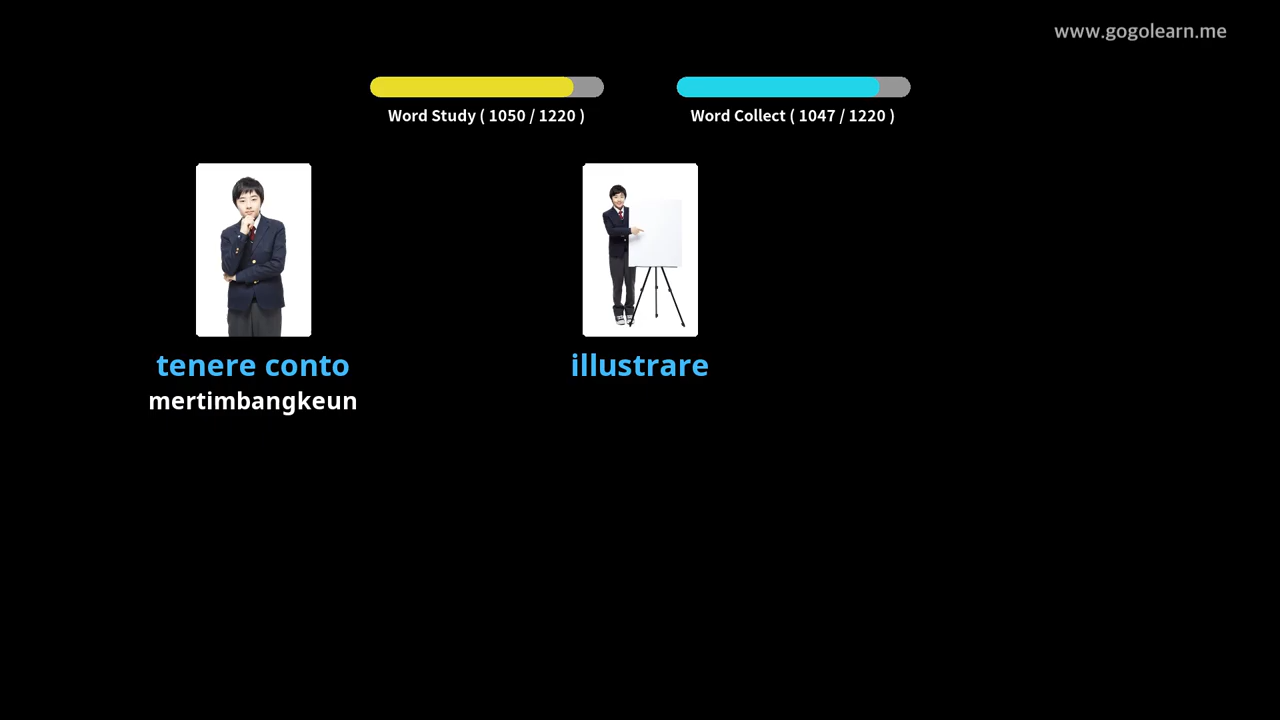 www.gogolearn.me
Word Study ( 1050 / 1220 )
Word Collect ( 1047 / 1220 )
tenere conto
mertimbangkeun
illustrare